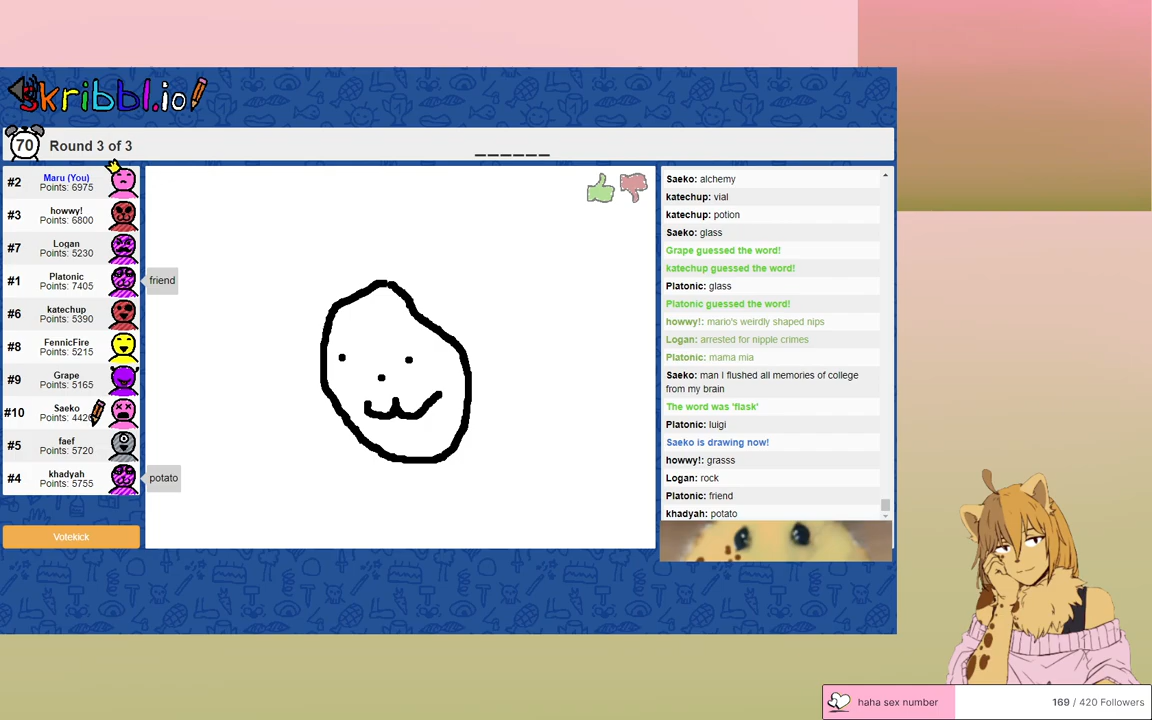 skribbl.io
70 Round 3 of 3
______
#2 Maru (You)
Points: 6975
#3 howwy!
Points: 6800
#7 Logan
Points: 5230
#1 Platonic
Points: 7405
friend
#6 katechup
Points: 5390
#8 FennicFire
Points: 5215
#9 Grape
Points: 5165
#10 Saeko
Points: 442
#5 faef
Points: 5720
#4 khadyah
Points: 5755
potato
Votekick
Saeko: alchemy
katechup: vial
katechup: potion
Saeko: glass
Grape guessed the word!
katechup guessed the word!
Platonic: glass
Platonic guessed the word!
howwy!: mario's weirdly shaped nips
Logan: arrested for nipple crimes
Platonic: mama mia
Saeko: man I flushed all memories of college
from my brain
The word was 'flask'
Platonic: luigi
Saeko is drawing now!
howwy!: grasss
Logan: rock
Platonic: friend
khadyah: potato
haha sex number 169 / 420 Followers